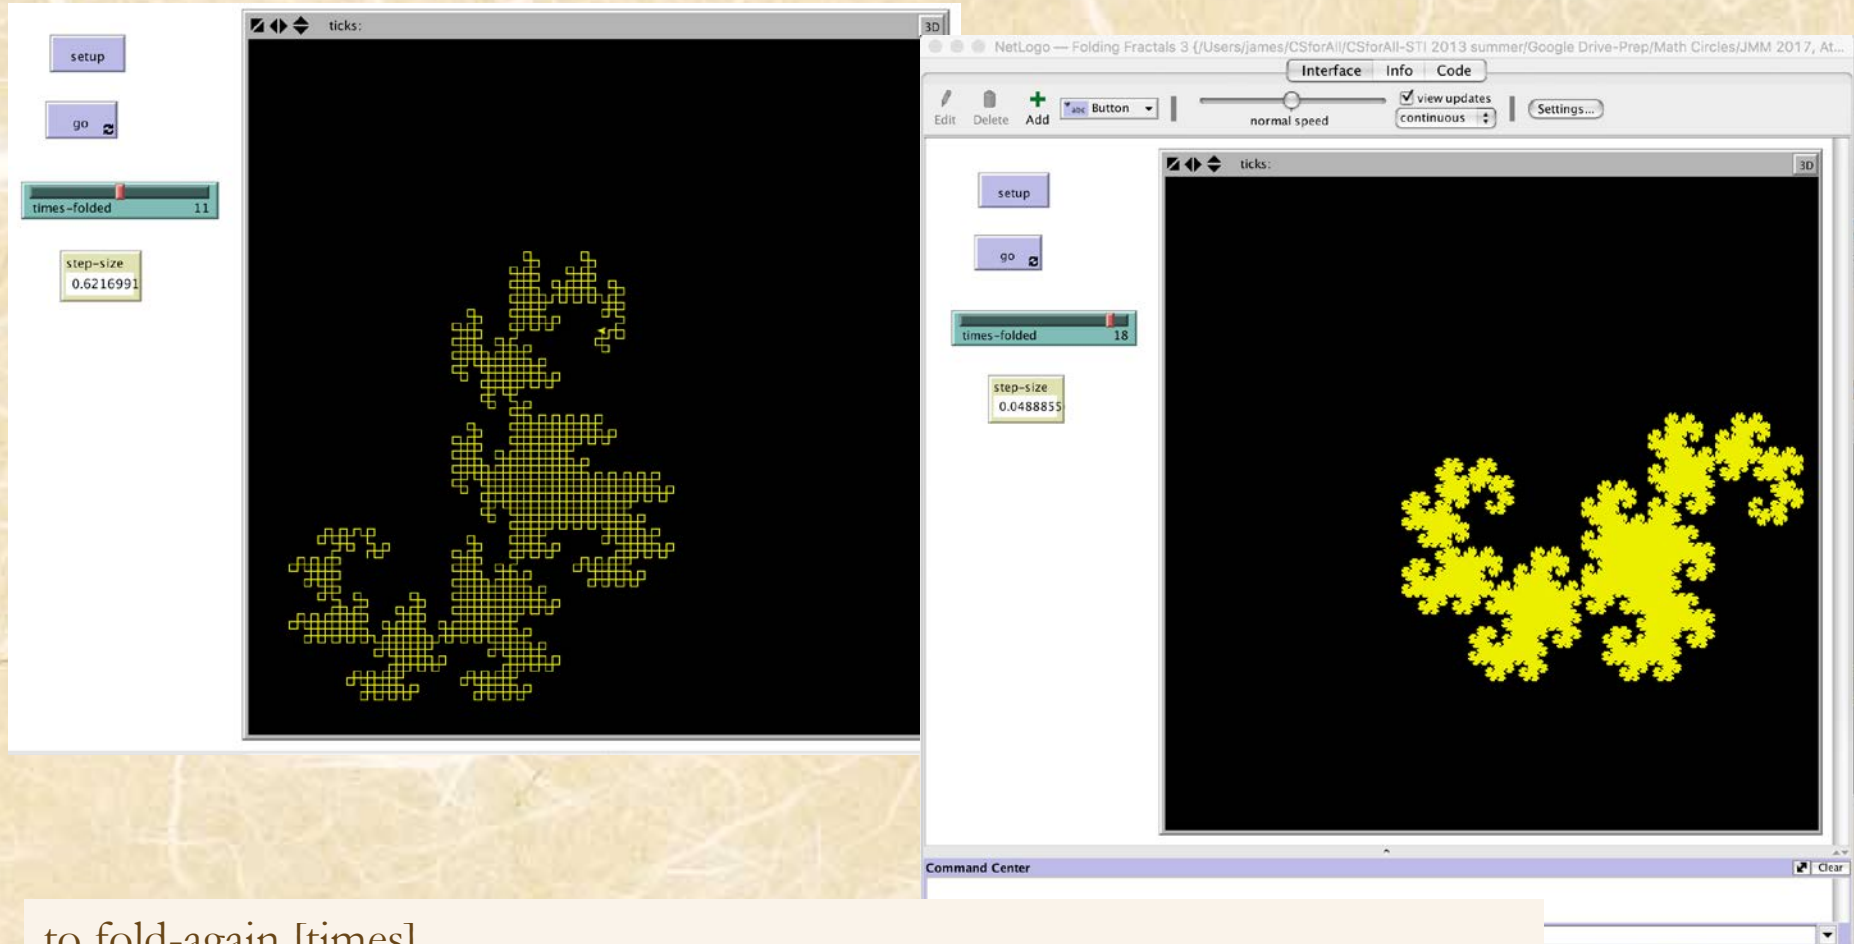 ticks:
3D
setup
go
times-folded 11
step-size
0.6216991
NetLogo — Folding Fractals 3 {/Users/james/CSforAll/CSforAll-STI 2013 summer/Google Drive-Prep/Math Circles/JMM 2017, At...
Interface Info Code
Edit Delete Add abc Button normal speed view updates continuous Settings...
ticks:
3D
setup
go
times-folded 18
step-size
0.0488855
Command Center Clear
to fold-again [times]